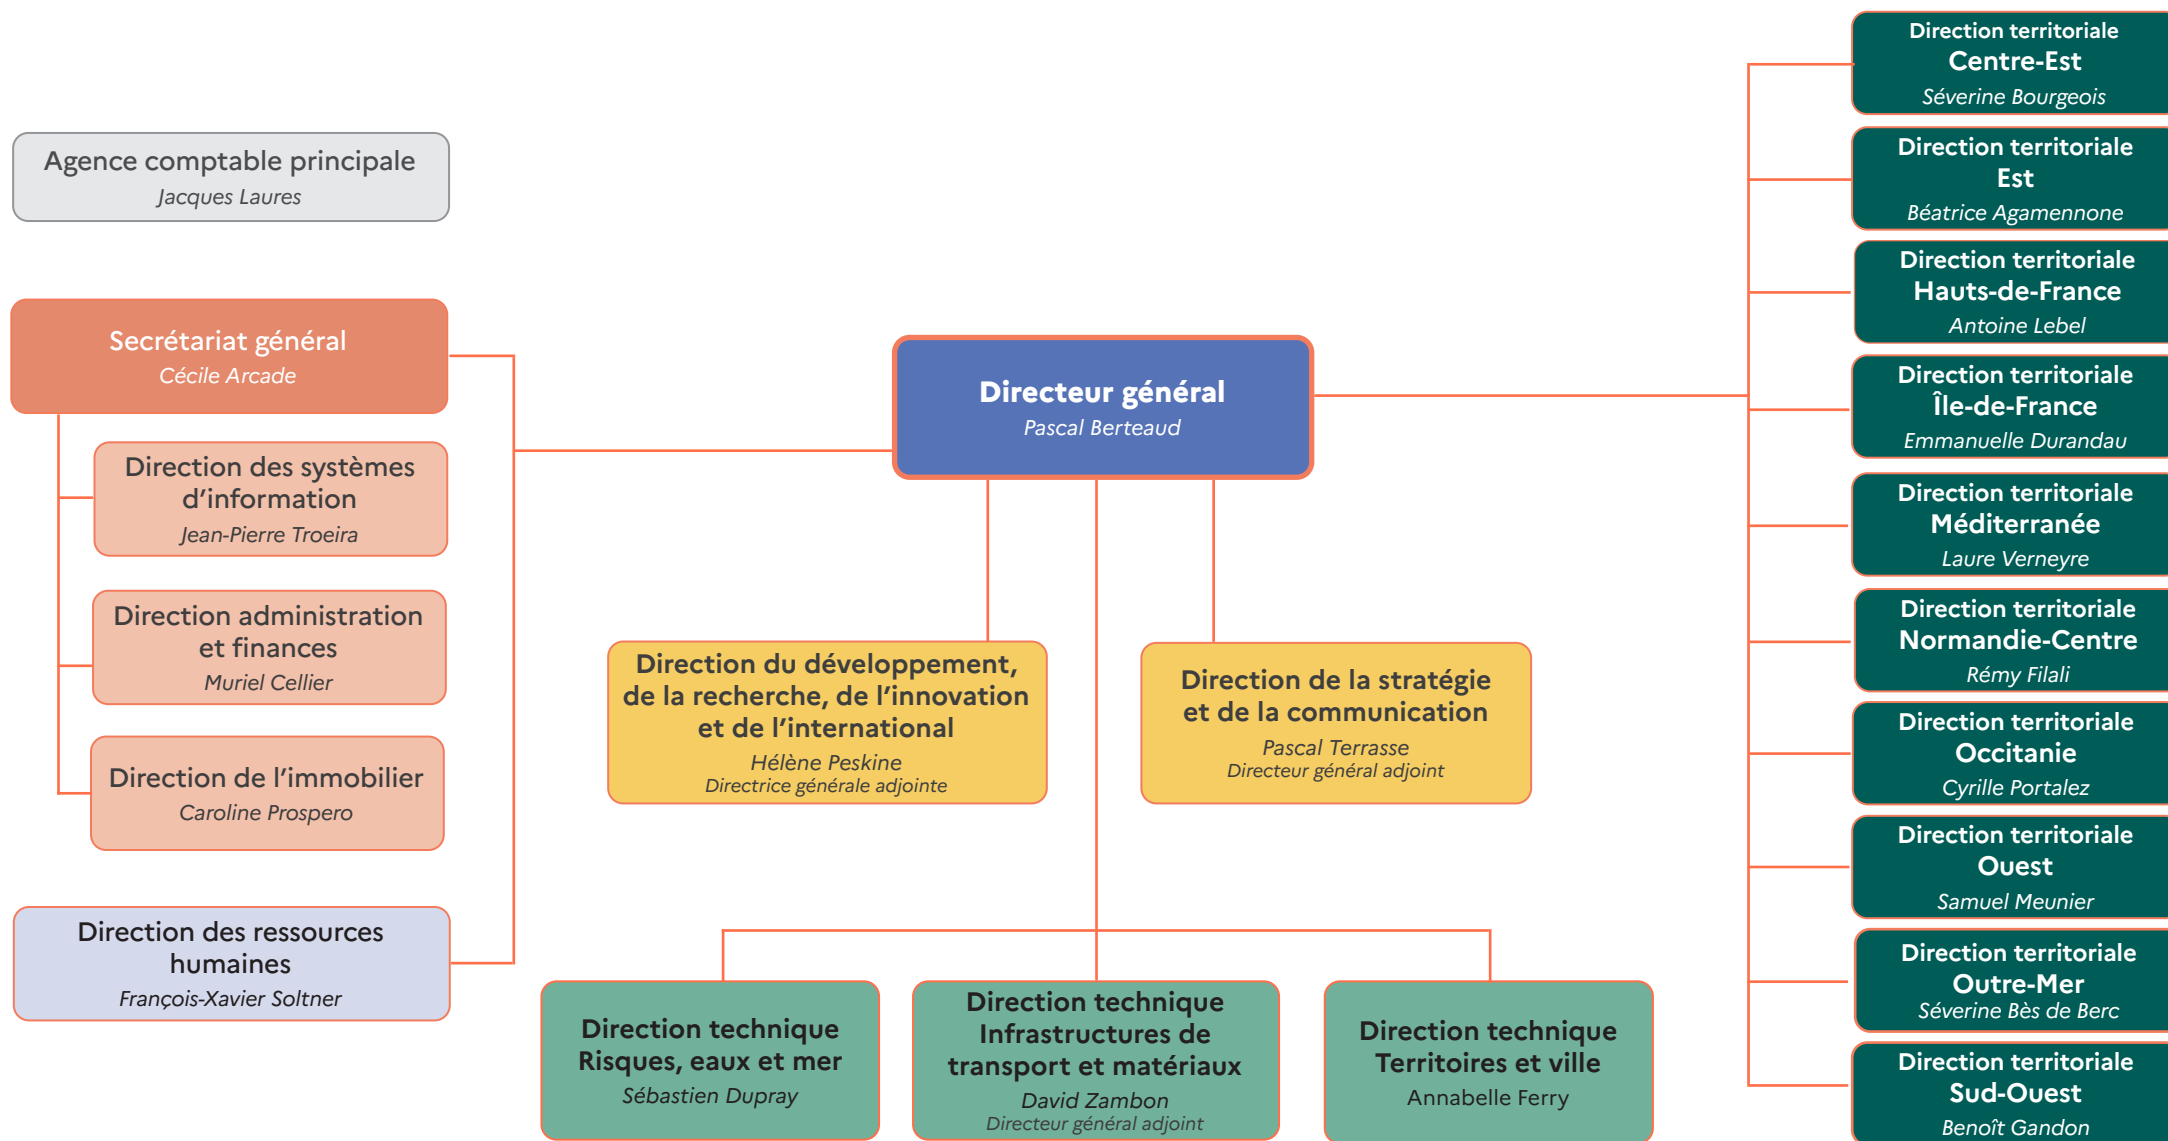 Agence comptable principale
Jacques Laures
Secrétariat général
Cécile Arcade
Direction des systèmes
d’information
Jean-Pierre Troeira
Direction administration
et finances
Muriel Cellier
Direction de l’immobilier
Caroline Prospero
Direction des ressources
humaines
François-Xavier Soltner
Directeur général
Pascal Berteaud
Direction du développement,
de la recherche, de l’innovation
et de l’international
Hélène Peskine
Directrice générale adjointe
Direction de la stratégie
et de la communication
Pascal Terrasse
Directeur général adjoint
Direction technique
Risques, eaux et mer
Sébastien Dupray
Direction technique
Infrastructures de
transport et matériaux
David Zambon
Directeur général adjoint
Direction technique
Territoires et ville
Annabelle Ferry
Direction territoriale
Centre-Est
Séverine Bourgeois
Direction territoriale
Est
Béatrice Agamennone
Direction territoriale
Hauts-de-France
Antoine Lebel
Direction territoriale
Île-de-France
Emmanuelle Durandau
Direction territoriale
Méditerranée
Laure Verneyre
Direction territoriale
Normandie-Centre
Rémy Filali
Direction territoriale
Occitanie
Cyrille Portalez
Direction territoriale
Ouest
Samuel Meunier
Direction territoriale
Outre-Mer
Séverine Bès de Berc
Direction territoriale
Sud-Ouest
Benoît Gandon